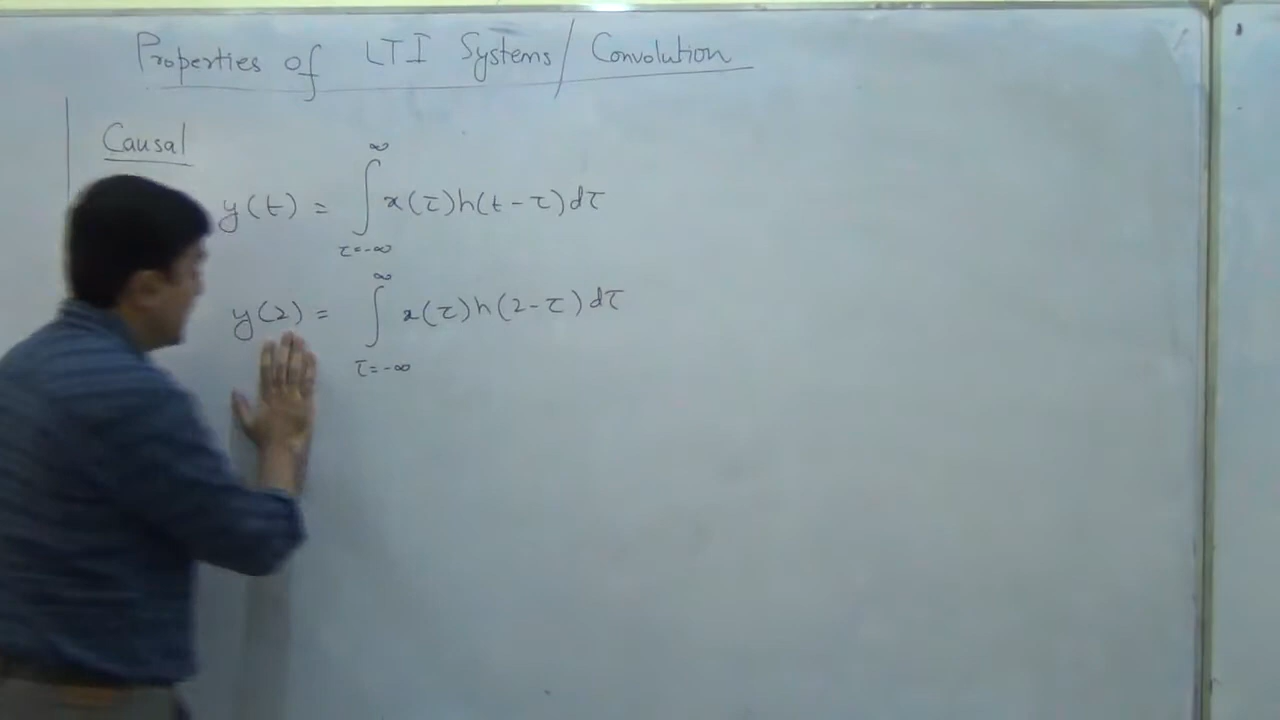 Properties of LTI Systems/Convolution
Causal
y(t) = ∫_{τ=-∞}^{∞} x(τ)h(t-τ)dτ
y(2) = ∫_{τ=-∞}^{∞} x(τ)h(2-τ)dτ